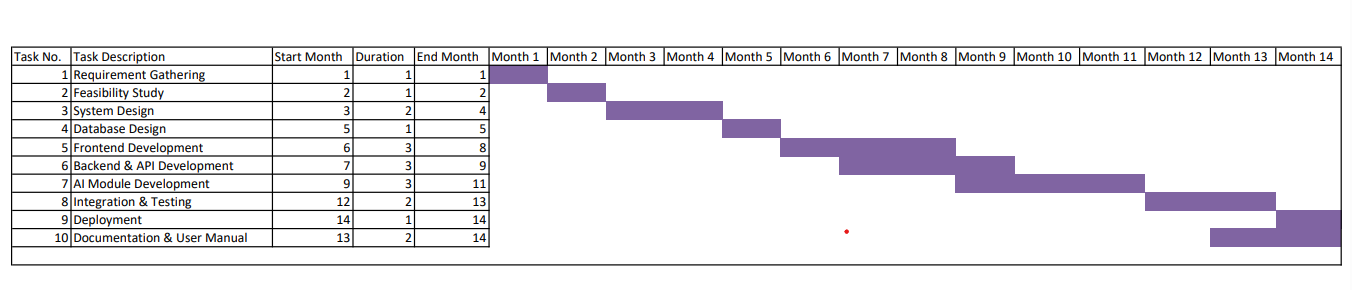 Task No. Task Description Start Month Duration End Month Month 1 Month 2 Month 3 Month 4 Month 5 Month 6 Month 7 Month 8 Month 9 Month 10 Month 11 Month 12 Month 13 Month 14
1 Requirement Gathering 1 1 1
2 Feasibility Study 2 1 2
3 System Design 3 2 4
4 Database Design 5 1 5
5 Frontend Development 6 3 8
6 Backend & API Development 7 3 9
7 AI Module Development 9 3 11
8 Integration & Testing 12 2 13
9 Deployment 14 1 14
10 Documentation & User Manual 13 2 14